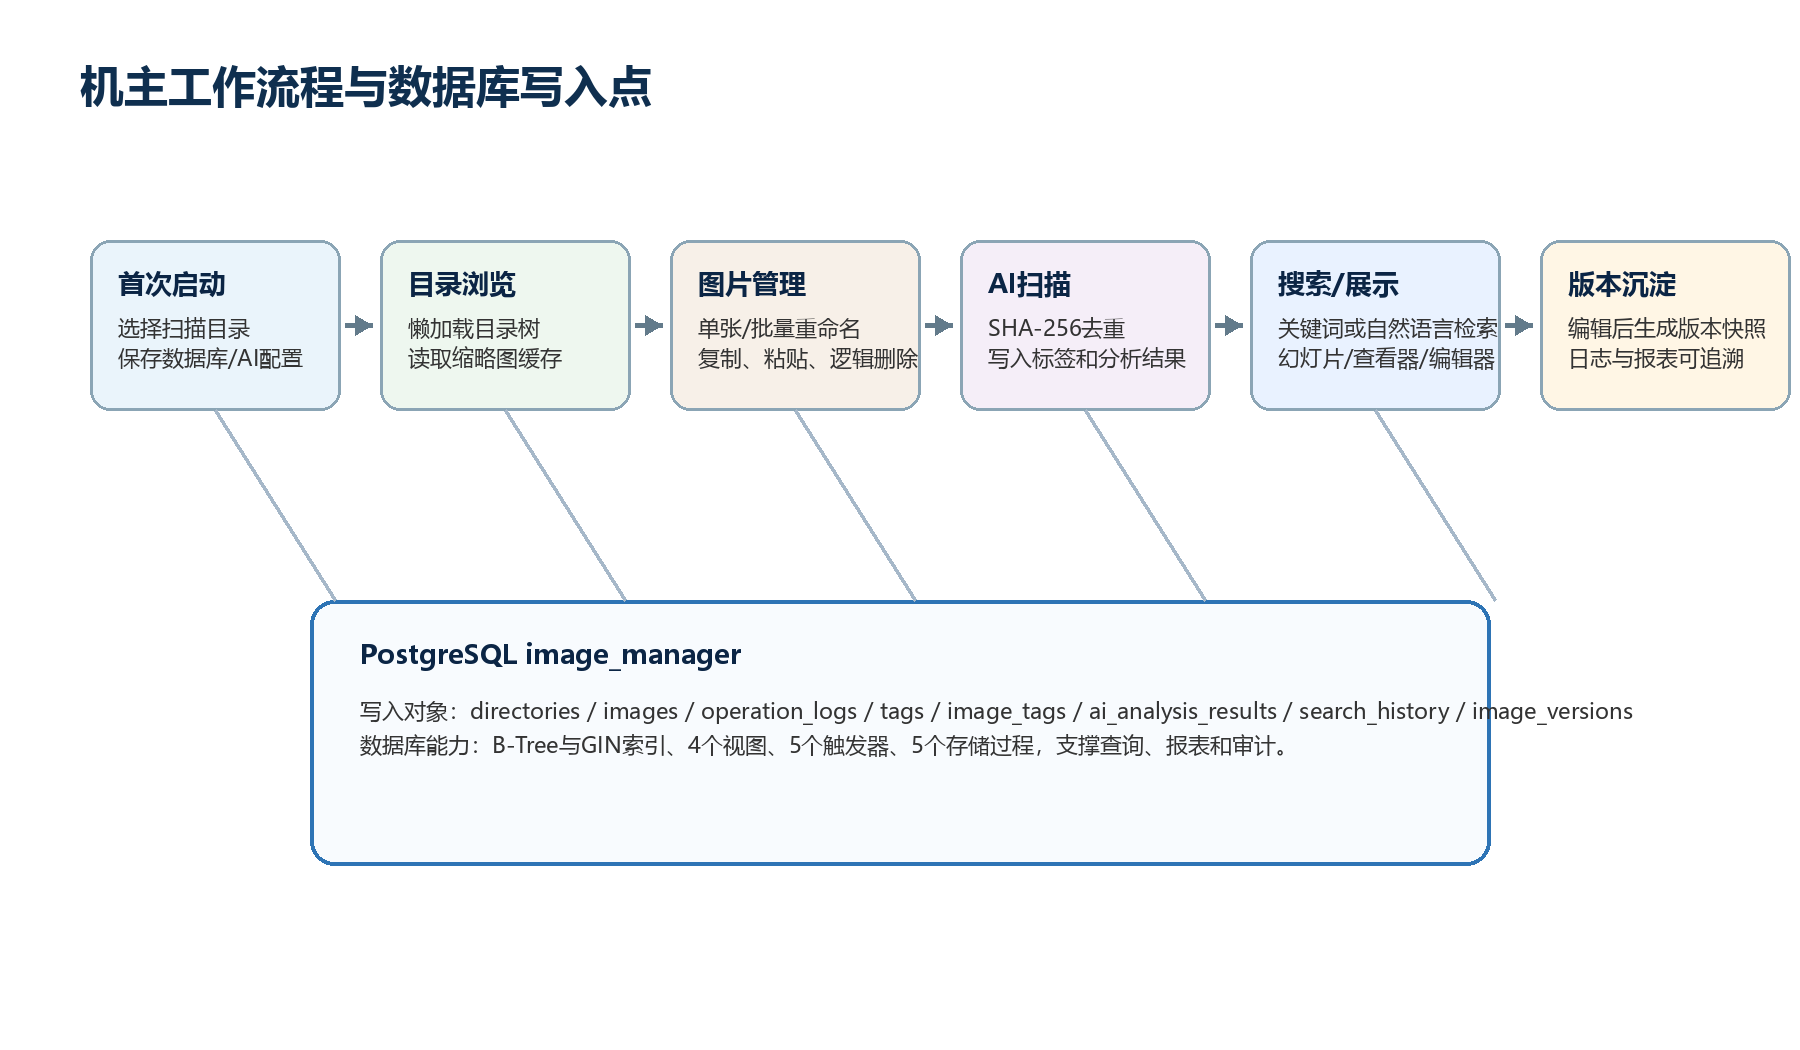 机主工作流程与数据库写入点
首次启动
选择扫描目录
保存数据库/AI配置
目录浏览
懒加载目录树
读取缩略图缓存
图片管理
单张/批量重命名
复制、粘贴、逻辑删除
AI扫描
SHA-256去重
写入标签和分析结果
搜索/展示
关键词或自然语言检索
幻灯片/查看器/编辑器
版本沉淀
编辑后生成版本快照
日志与报表可追溯
PostgreSQL image_manager
写入对象：directories / images / operation_logs / tags / image_tags / ai_analysis_results / search_history / image_versions
数据库能力：B-Tree与GIN索引、4个视图、5个触发器、5个存储过程，支撑查询、报表和审计。